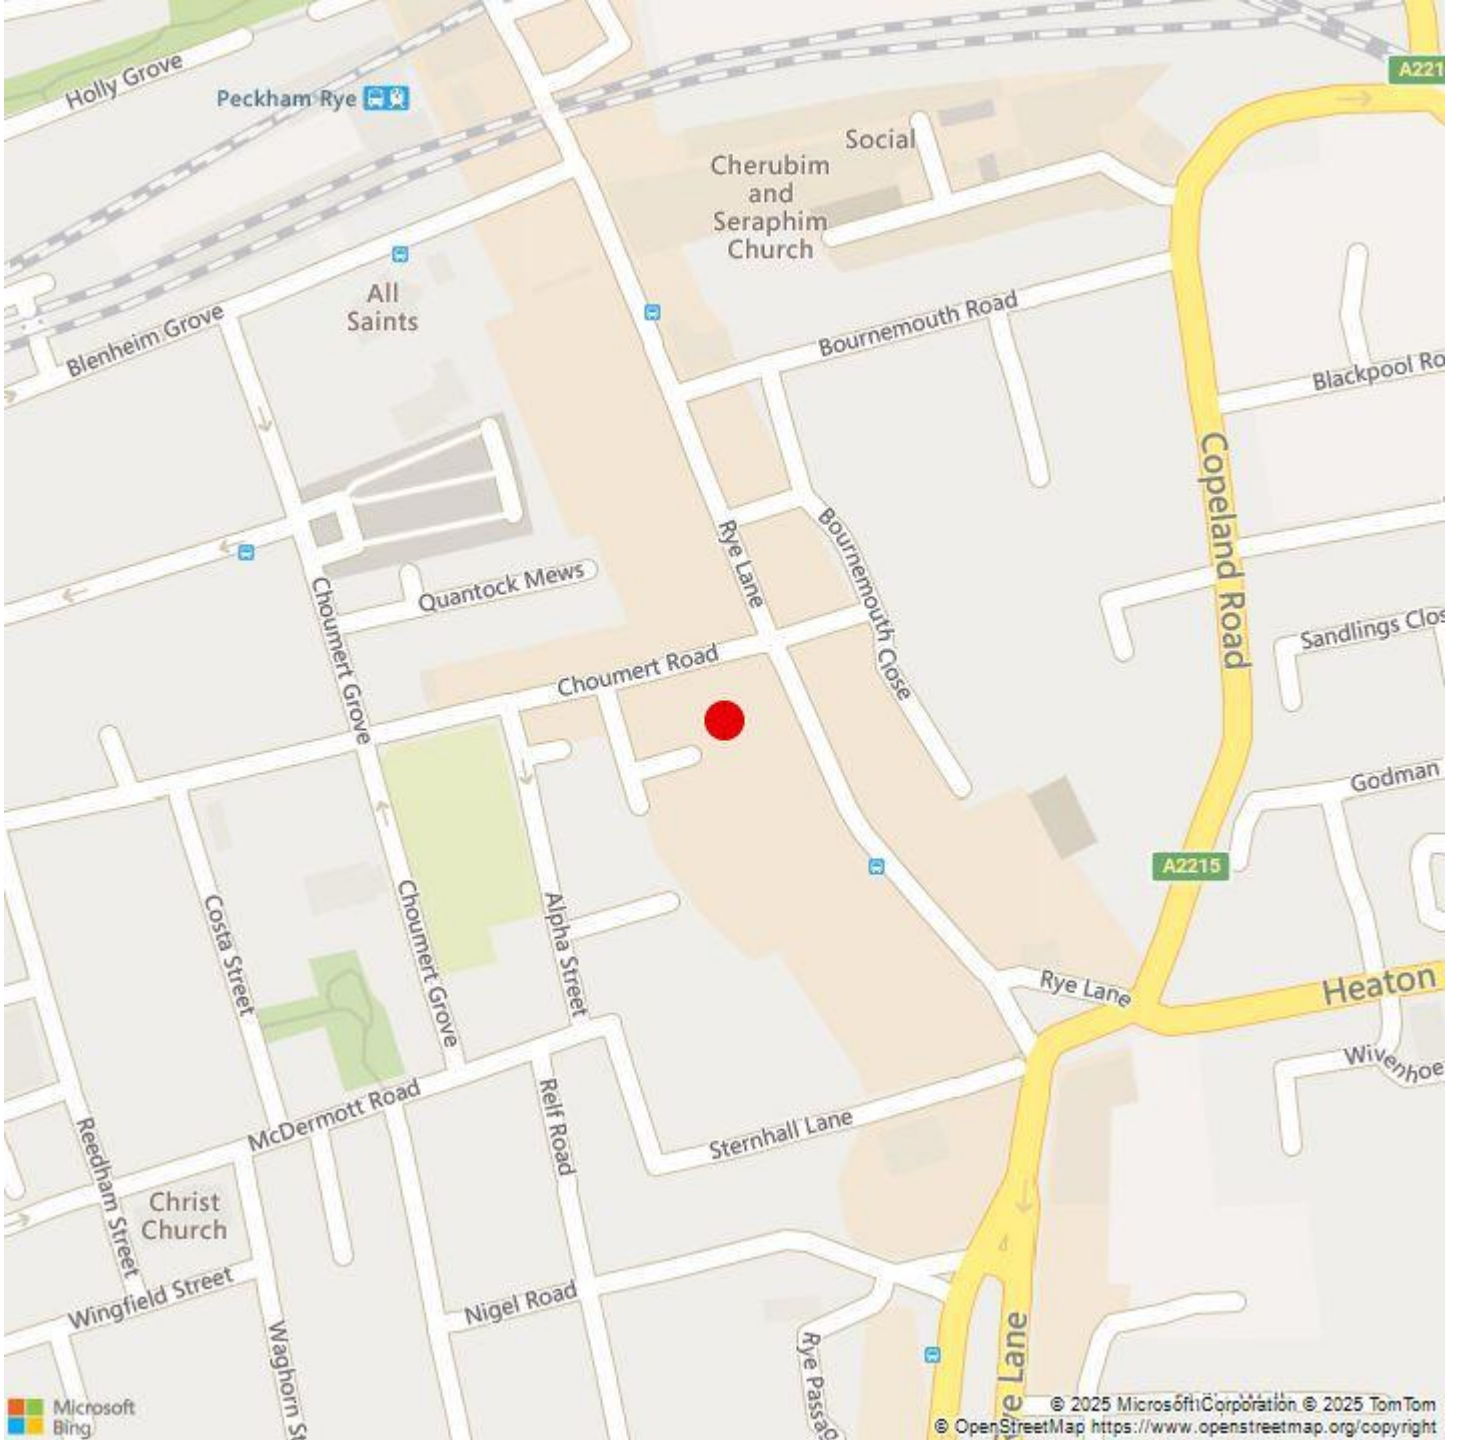 Holly Grove
Peckham Rye
A221
Social
Cherubim
and
Seraphim
Church
All
Saints
Blenheim Grove
Bournemouth Road
Blackpool Ro
Copeland Road
Rye Lane
Bournemouth Close
Quantock Mews
Choumert Grove
Choumert Road
Sandlings Clos
Godman
A2215
Costa Street
Choumert Grove
Alpha Street
Rye Lane
Heaton
Wivenhoe
McDermott Road
Relf Road
Sternhall Lane
Reedham Street
Christ
Church
Wingfield Street
Nigel Road
Waghorn St
Rye Passag
ye Lane
Microsoft
Bing
© 2025 Microsoft Corporation © 2025 TomTom
© OpenStreetMap https://www.openstreetmap.org/copyright